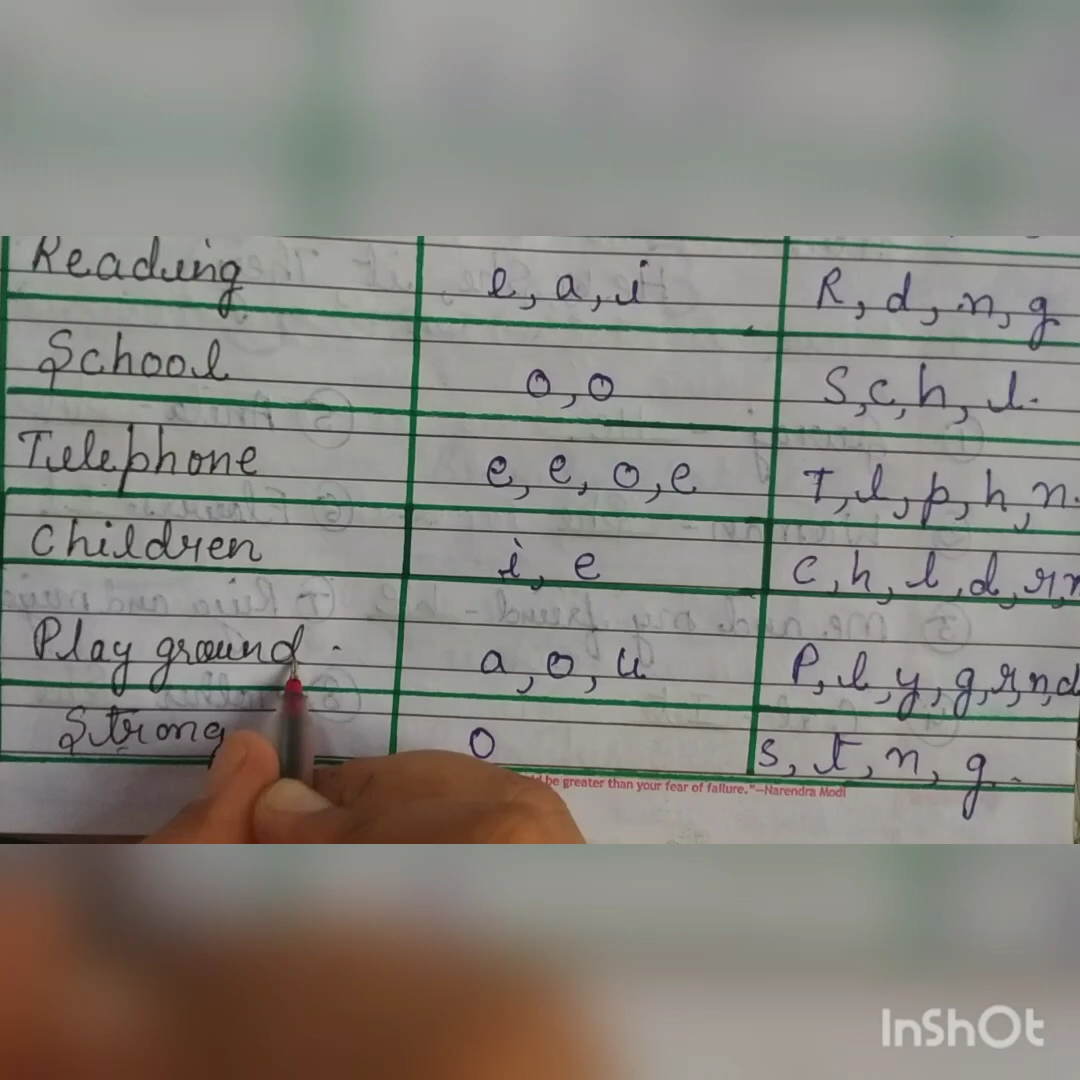 Reading e, a, i R, d, n, g
School o, o S, c, h, l.
Telephone e, e, o, e T, l, p, h, n.
Children i, e C, h, l, d, r, n
Play ground. a, o, u P, l, y, g, r, n, d
Strong o S, t, n, g.
be greater than your fear of failure."–Narendra Modi
InShOt